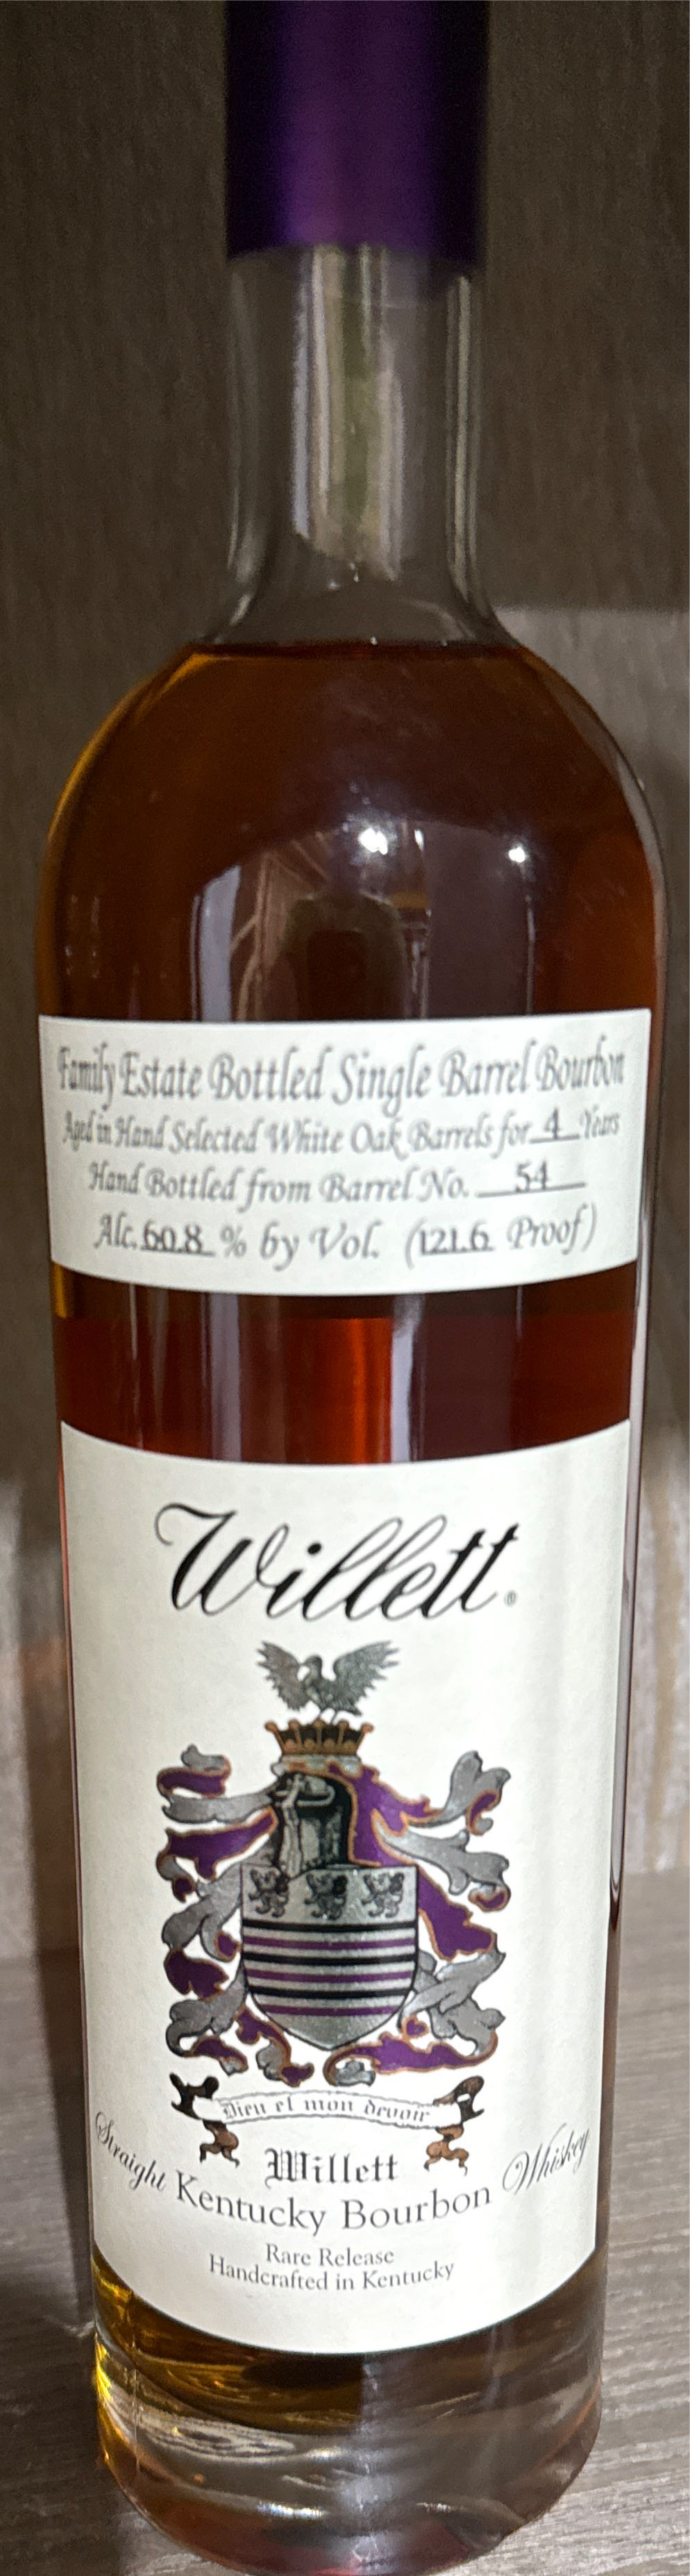 Family Estate Bottled Single Barrel Bourbon
Aged in Hand Selected White Oak Barrels for 4 Years
Hand Bottled from Barrel No. 54
Alc. 60.8 % by Vol. (121.6 Proof)
Willett®
Dieu et mon devoir
Willett
Straight Kentucky Bourbon Whiskey
Rare Release
Handcrafted in Kentucky